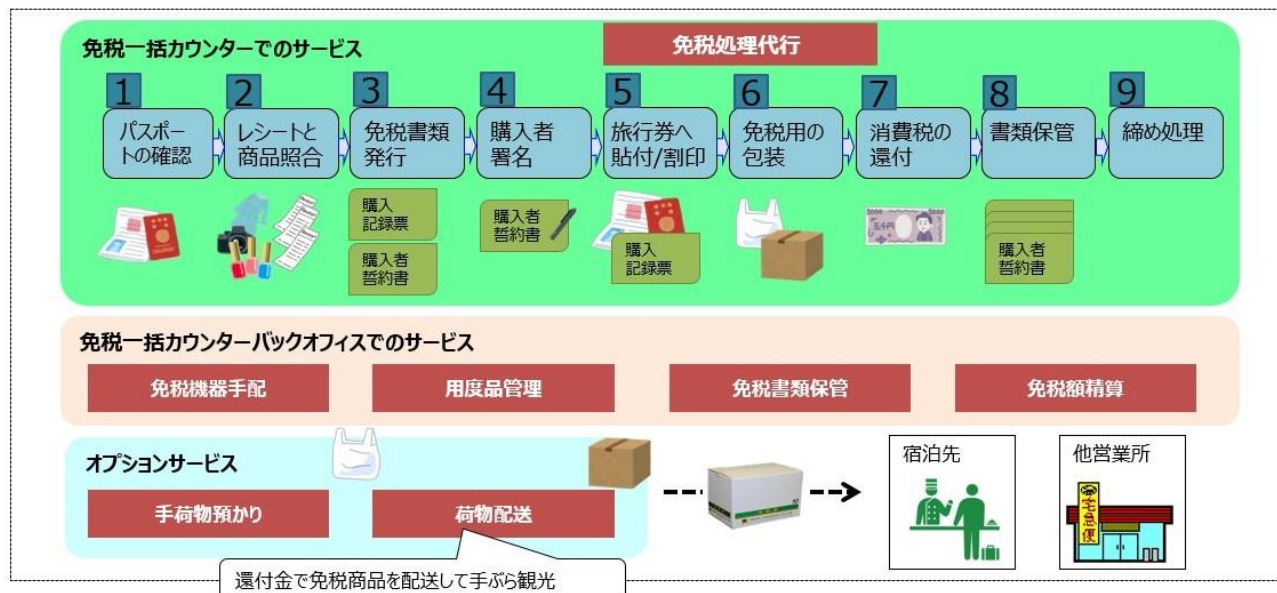 免税一括カウンターでのサービス
免税処理代行
1
パスポー
トの確認
2
レシートと
商品照合
3
免税書類
発行
4
購入者
署名
5
旅行券へ
貼付/割印
6
免税用の
包装
7
消費税の
還付
8
書類保管
9
締め処理
購入
記録票
購入者
誓約書
購入者
誓約書
購入
記録票
購入者
誓約書
免税一括カウンターバックオフィスでのサービス
免税機器手配
用度品管理
免税書類保管
免税額精算
オプションサービス
手荷物預かり
荷物配送
還付金で免税商品を配送して手ぶら観光
宿泊先
他営業所
宅急便